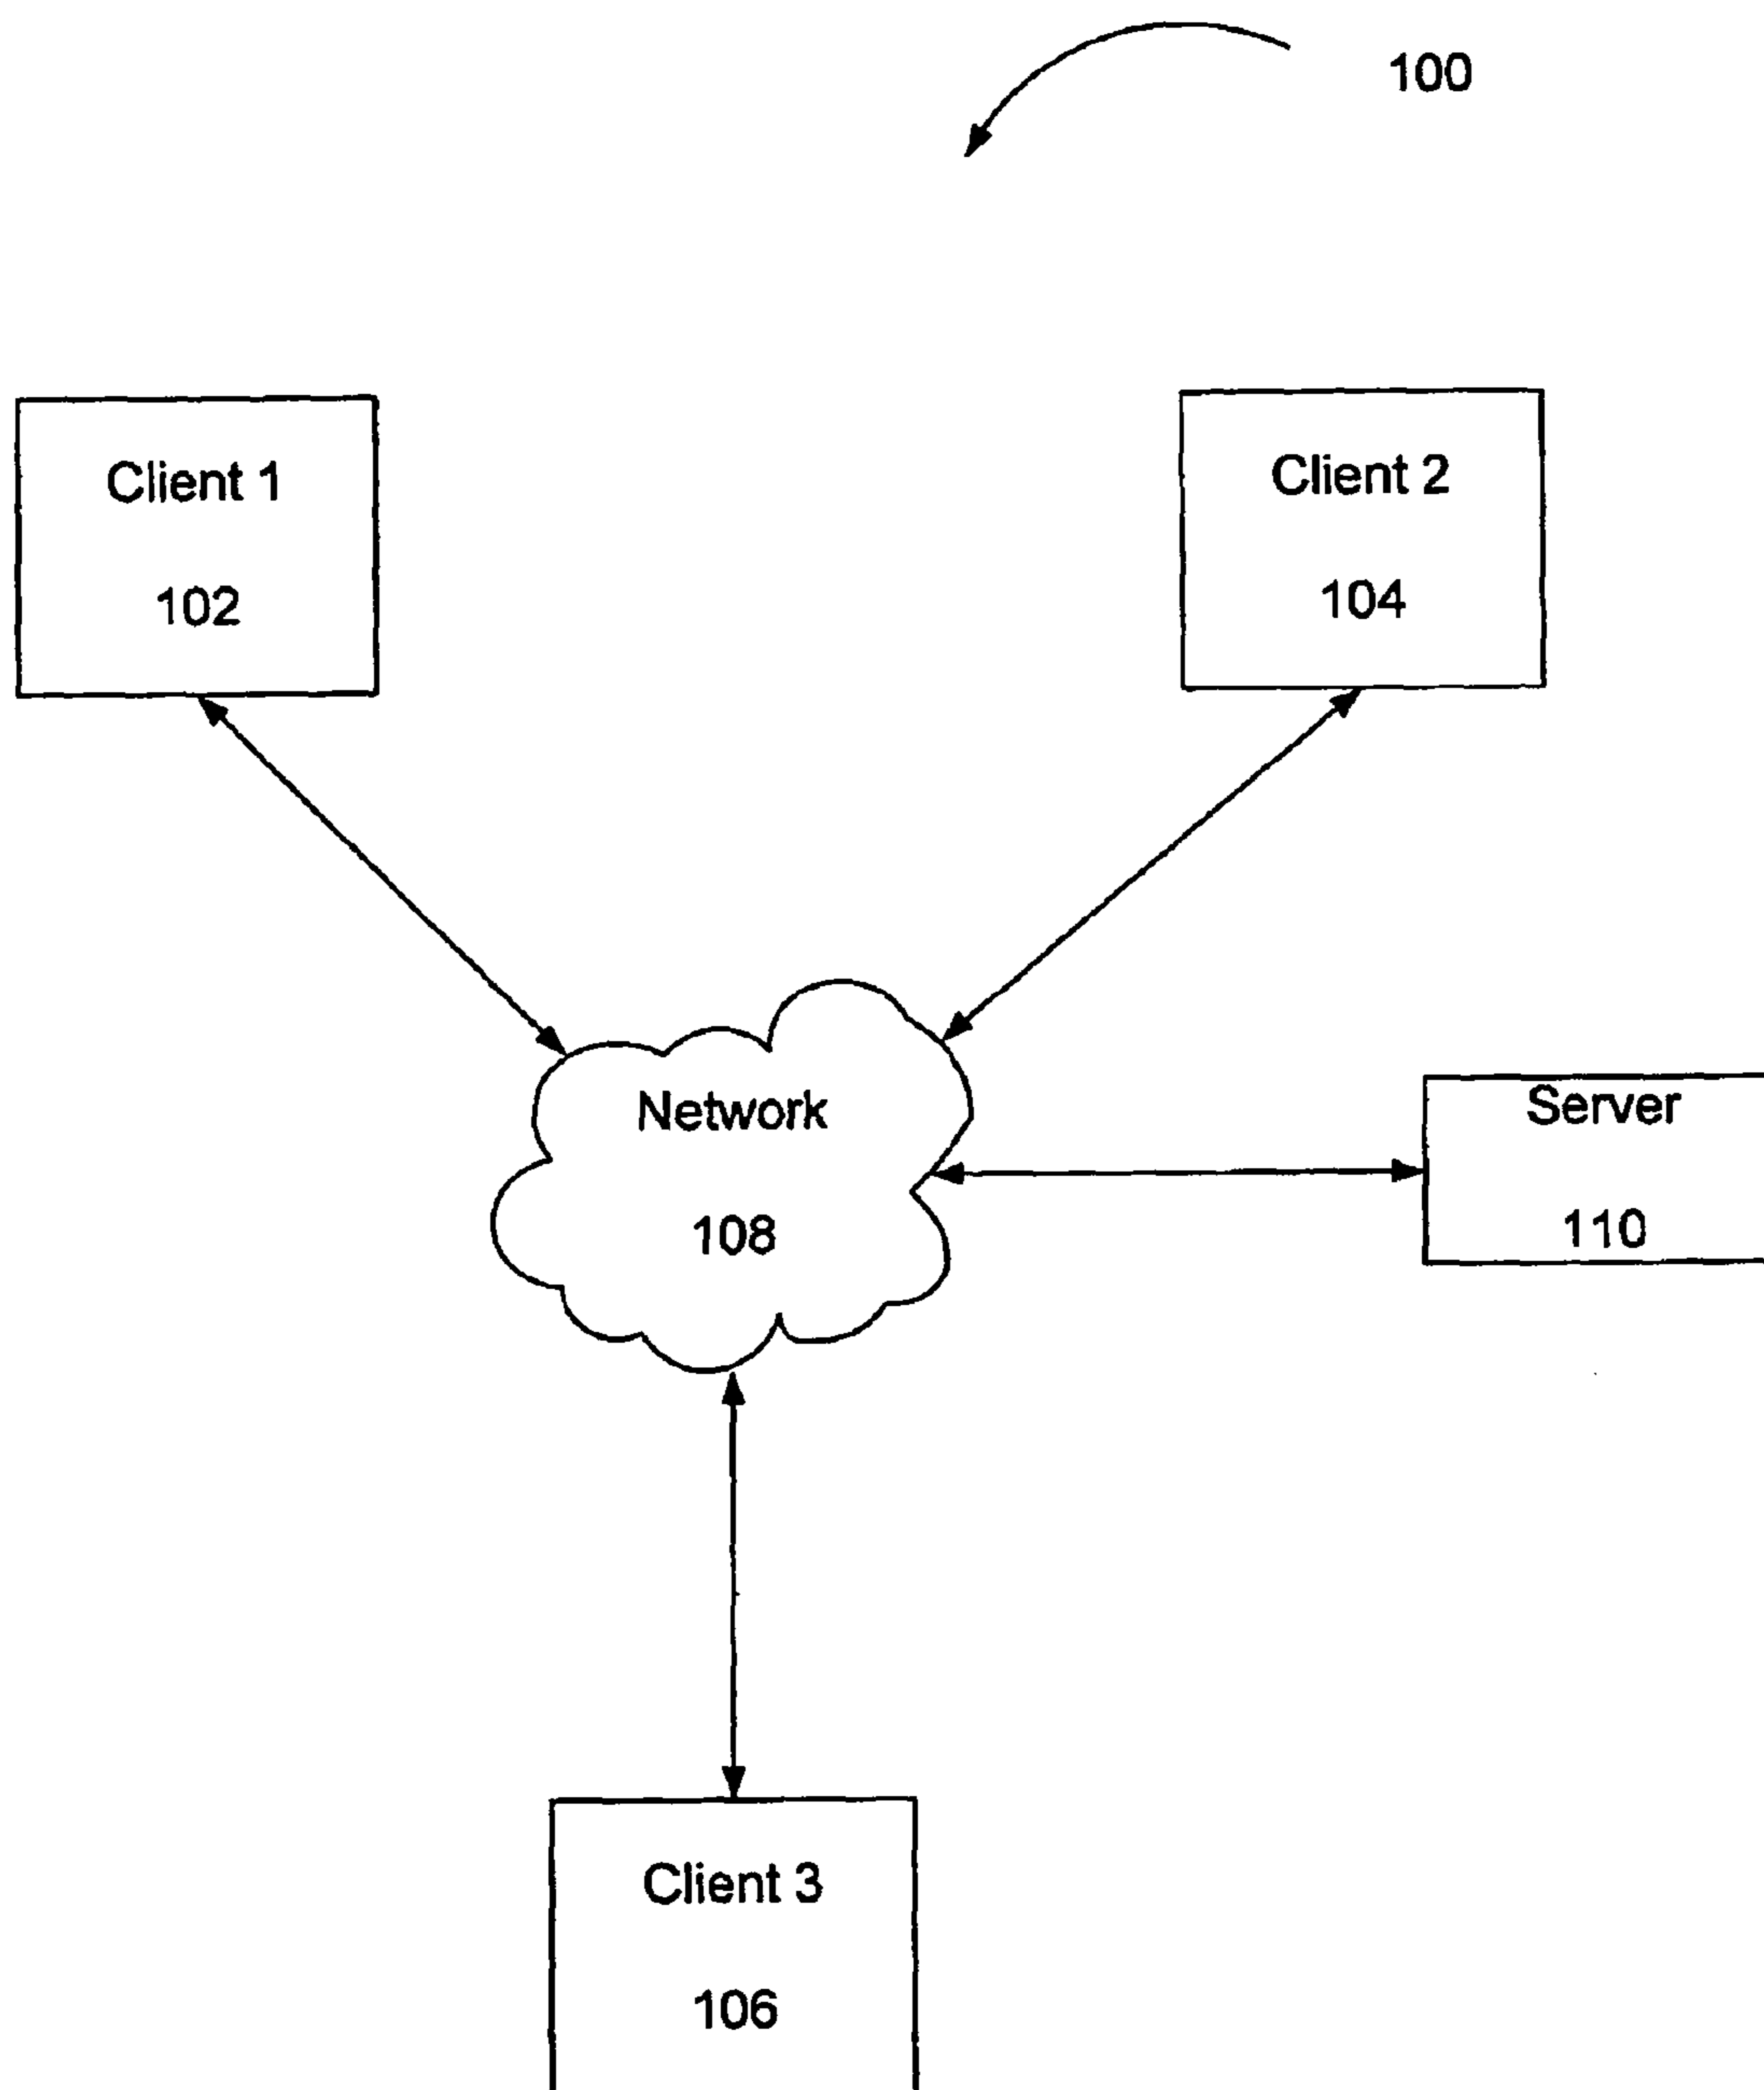 100
Client 1
102
Client 2
104
Network
108
Server
110
Client 3
106